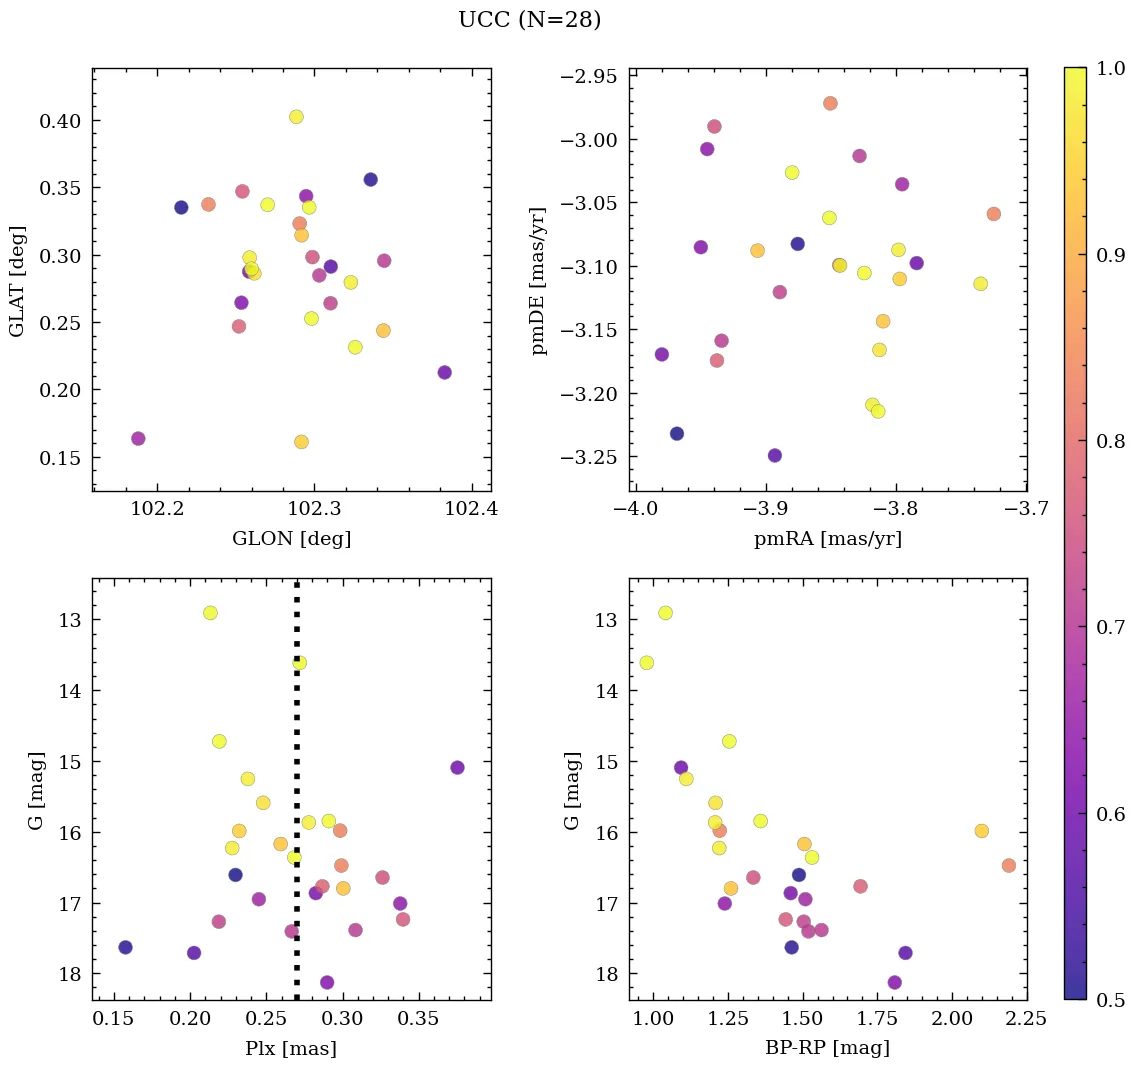 UCC (N=28)
0.40
0.35
0.30
0.25
0.20
0.15
GLAT [deg]
102.2 102.3 102.4
GLON [deg]
−2.95
−3.00
−3.05
−3.10
−3.15
−3.20
−3.25
pmDE [mas/yr]
−4.0 −3.9 −3.8 −3.7
pmRA [mas/yr]
13
14
15
16
17
18
G [mag]
0.15 0.20 0.25 0.30 0.35
Plx [mas]
13
14
15
16
17
18
G [mag]
1.00 1.25 1.50 1.75 2.00 2.25
BP-RP [mag]
1.0
0.9
0.8
0.7
0.6
0.5